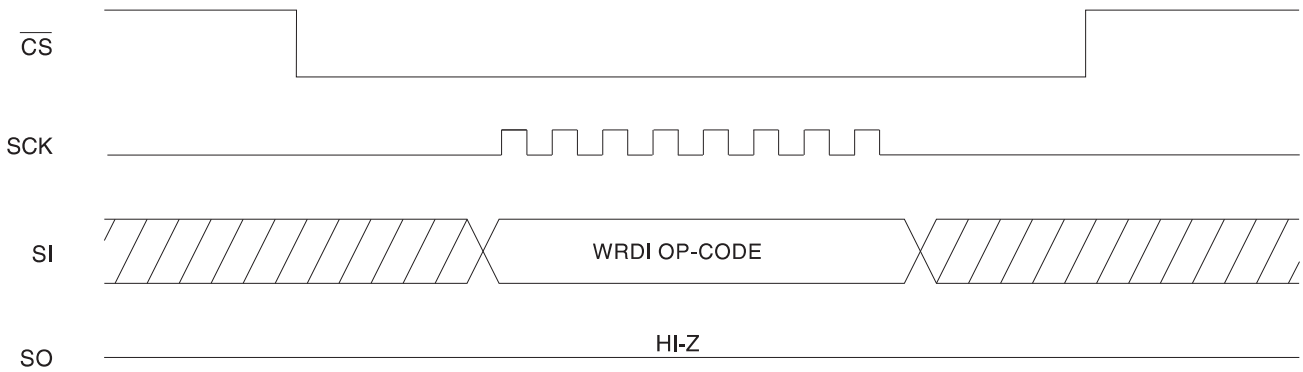 CS
SCK
SI
WRDI OP-CODE
HI-Z
SO